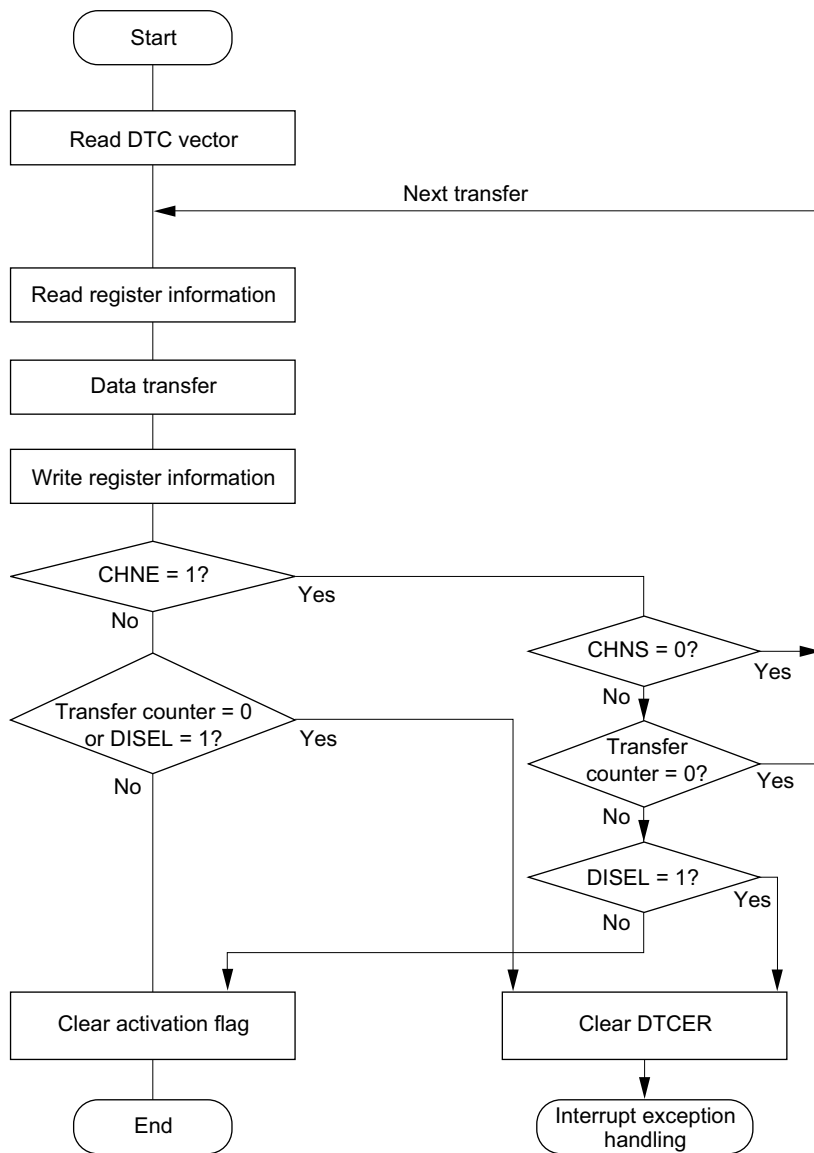 Start
Read DTC vector
Next transfer
Read register information
Data transfer
Write register information
CHNE = 1?
Yes
No
CHNS = 0?
Yes
No
Transfer counter = 0
or DISEL = 1?
Yes
No
Transfer
counter = 0?
Yes
No
DISEL = 1?
Yes
No
Clear activation flag
Clear DTCER
End
Interrupt exception
handling